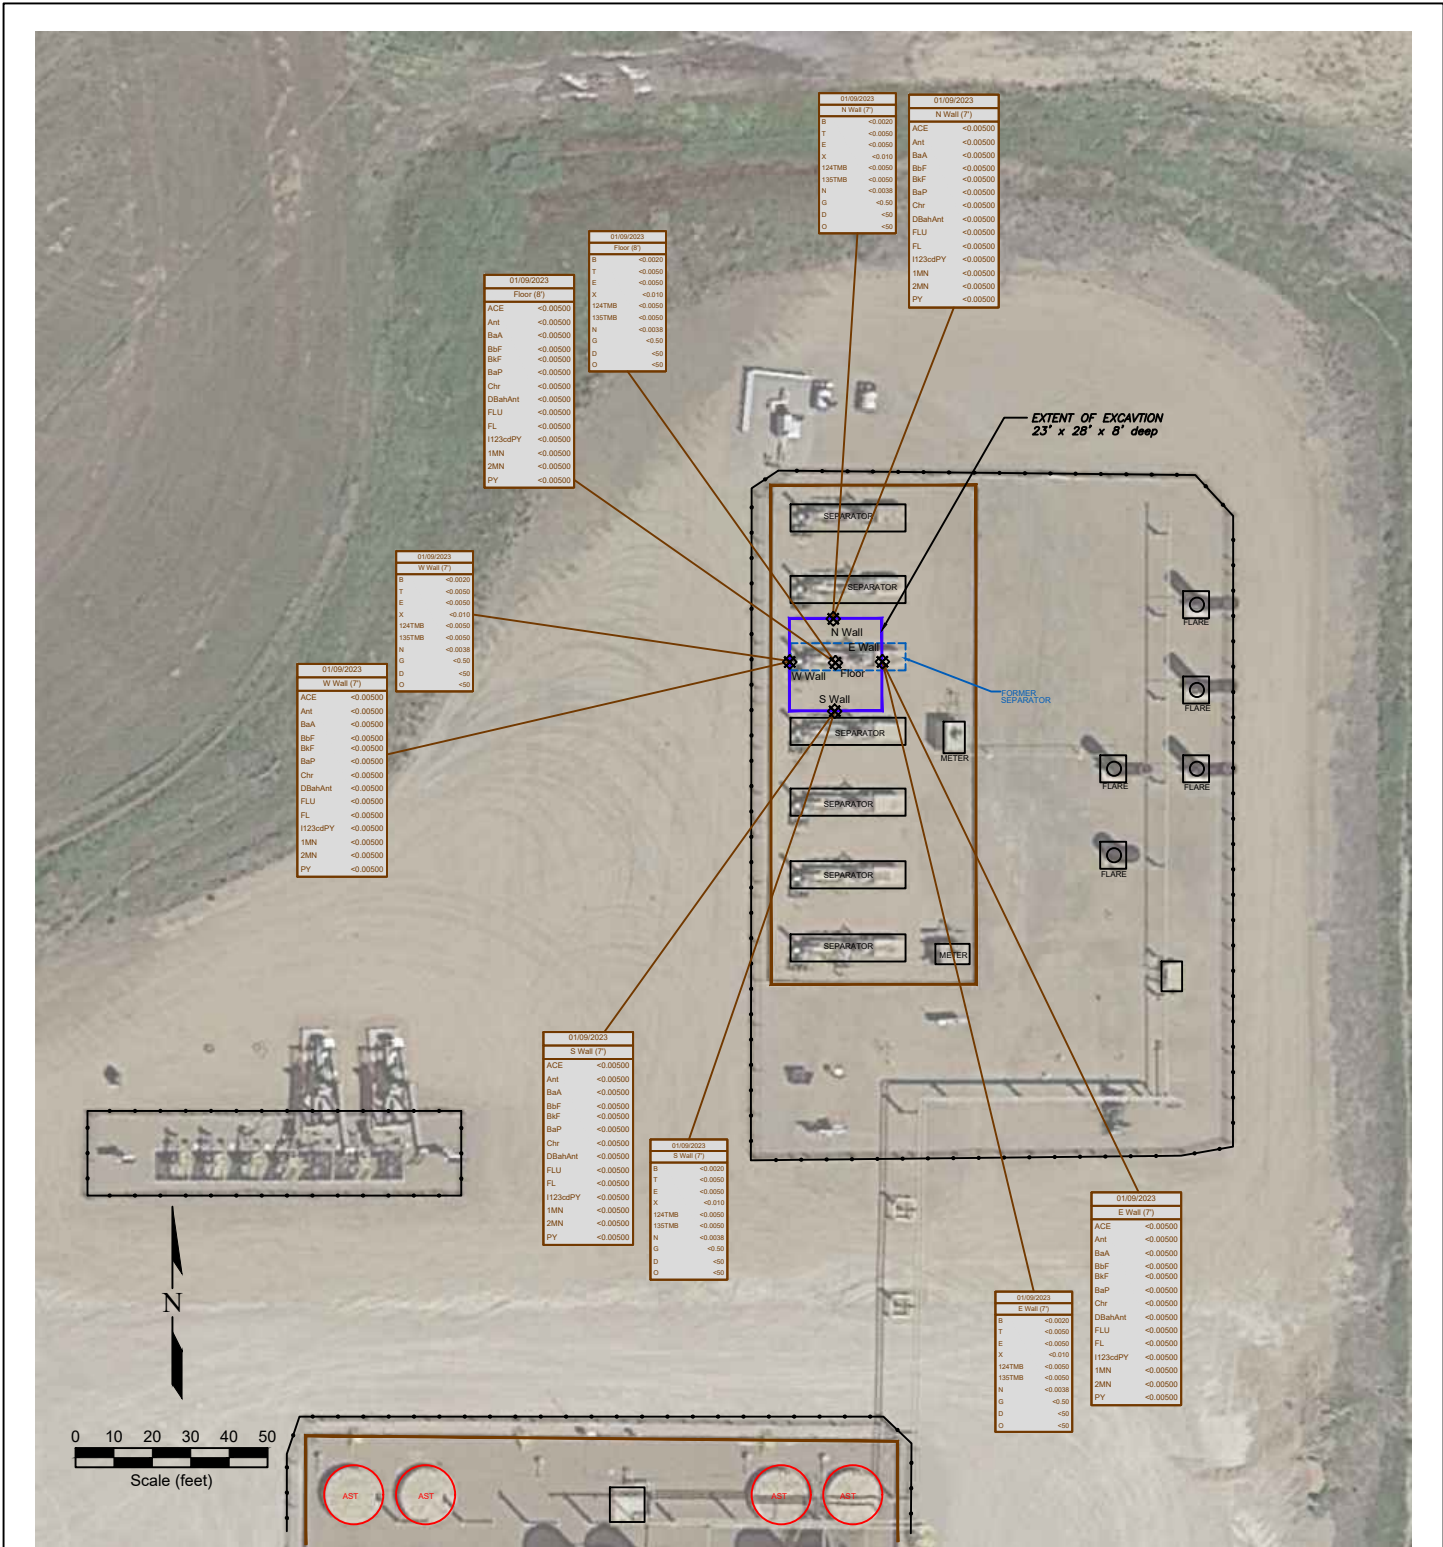 01/09/2023
N Wall (7')
B <0.0020
T <0.0050
E <0.0050
X <0.010
124TMB <0.0050
135TMB <0.0050
N <0.0038
G <0.50
D <50
O <50
01/09/2023
N Wall (7')
ACE <0.00500
Ant <0.00500
BaA <0.00500
BbF <0.00500
BkF <0.00500
BaP <0.00500
Chr <0.00500
DBahAnt <0.00500
FLU <0.00500
FL <0.00500
I123cdPY <0.00500
1MN <0.00500
2MN <0.00500
PY <0.00500
01/09/2023
Floor (8')
B <0.0020
T <0.0050
E <0.0050
X <0.010
124TMB <0.0050
135TMB <0.0050
N <0.0038
G <0.50
D <50
O <50
01/09/2023
Floor (8')
ACE <0.00500
Ant <0.00500
BaA <0.00500
BbF <0.00500
BkF <0.00500
BaP <0.00500
Chr <0.00500
DBahAnt <0.00500
FLU <0.00500
FL <0.00500
I123cdPY <0.00500
1MN <0.00500
2MN <0.00500
PY <0.00500
EXTENT OF EXCAVTION
23' x 28' x 8' deep
SEPARATOR
SEPARATOR
01/09/2023
W Wall (7')
B <0.0020
T <0.0050
E <0.0050
X <0.010
124TMB <0.0050
135TMB <0.0050
N <0.0038
G <0.50
D <50
O <50
01/09/2023
W Wall (7')
ACE <0.00500
Ant <0.00500
BaA <0.00500
BbF <0.00500
BkF <0.00500
BaP <0.00500
Chr <0.00500
DBahAnt <0.00500
FLU <0.00500
FL <0.00500
I123cdPY <0.00500
1MN <0.00500
2MN <0.00500
PY <0.00500
N Wall
E Wall
W Wall
Floor
S Wall
FORMER
SEPARATOR
FLARE
FLARE
SEPARATOR
METER
FLARE
FLARE
SEPARATOR
FLARE
SEPARATOR
SEPARATOR
METER
01/09/2023
S Wall (7')
ACE <0.00500
Ant <0.00500
BaA <0.00500
BbF <0.00500
BkF <0.00500
BaP <0.00500
Chr <0.00500
DBahAnt <0.00500
FLU <0.00500
FL <0.00500
I123cdPY <0.00500
1MN <0.00500
2MN <0.00500
PY <0.00500
01/09/2023
S Wall (7')
B <0.0020
T <0.0050
E <0.0050
X <0.010
124TMB <0.0050
135TMB <0.0050
N <0.0038
G <0.50
D <50
O <50
01/09/2023
E Wall (7')
ACE <0.00500
Ant <0.00500
BaA <0.00500
BbF <0.00500
BkF <0.00500
BaP <0.00500
Chr <0.00500
DBahAnt <0.00500
FLU <0.00500
FL <0.00500
I123cdPY <0.00500
1MN <0.00500
2MN <0.00500
PY <0.00500
01/09/2023
E Wall (7')
B <0.0020
T <0.0050
E <0.0050
X <0.010
124TMB <0.0050
135TMB <0.0050
N <0.0038
G <0.50
D <50
O <50
N
0 10 20 30 40 50
Scale (feet)
AST
AST
AST
AST